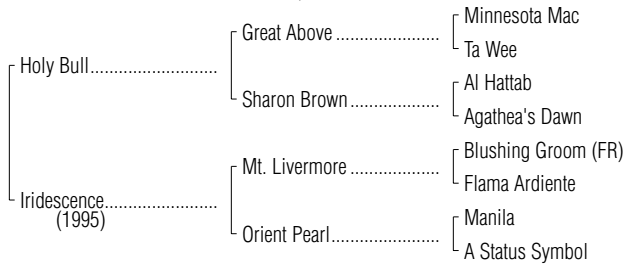 Minnesota Mac
Great Above ...................
Ta Wee
Holy Bull.......................
Al Hattab
Sharon Brown..................
Agathea's Dawn
Blushing Groom (FR)
Mt. Livermore ..................
Flama Ardiente
Iridescence.....................
(1995)
Manila
Orient Pearl....................
A Status Symbol